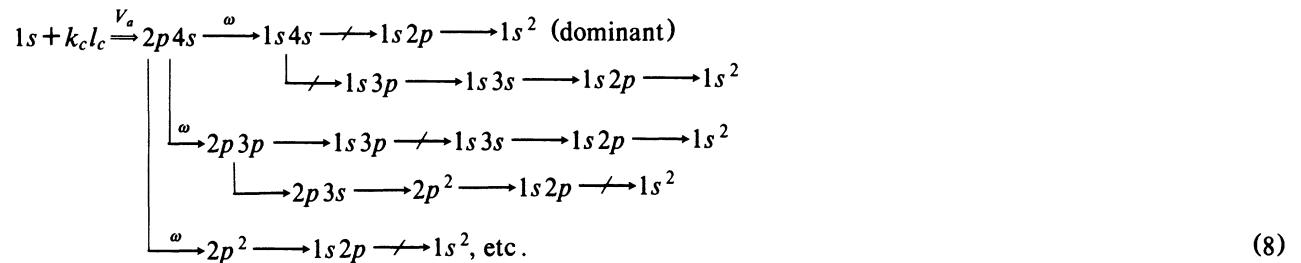 1s + k_c l_c ⟹^{V_a} 2p4s ⟶^{ω} 1s4s ⟶̸ 1s2p ⟶ 1s² (dominant)
⟶̸ 1s3p ⟶ 1s3s ⟶ 1s2p ⟶ 1s²
⟶^{ω} 2p3p ⟶ 1s3p ⟶̸ 1s3s ⟶ 1s2p ⟶ 1s²
⟶ 2p3s ⟶ 2p² ⟶ 1s2p ⟶̸ 1s²
⟶^{ω} 2p² ⟶ 1s2p ⟶̸ 1s², etc. (8)